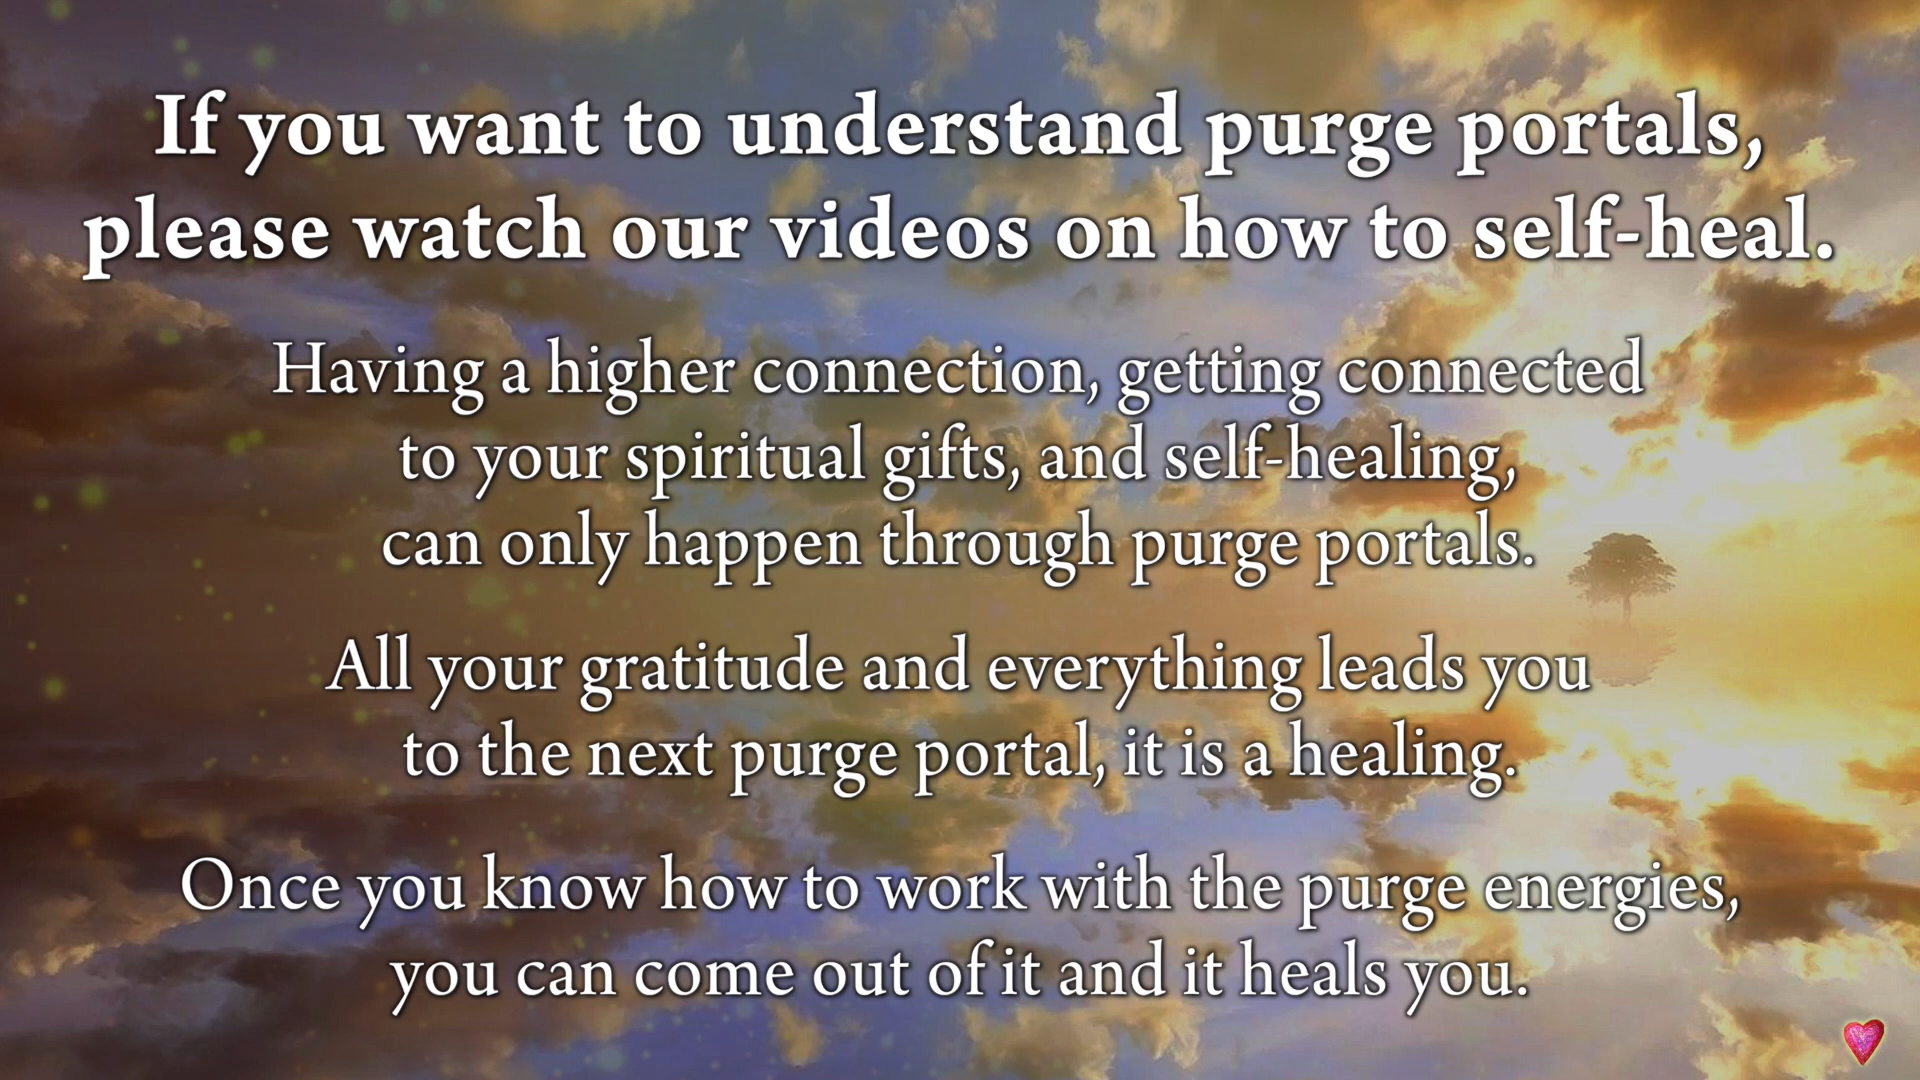 If you want to understand purge portals,
please watch our videos on how to self-heal.
Having a higher connection, getting connected
to your spiritual gifts, and self-healing,
can only happen through purge portals.
All your gratitude and everything leads you
to the next purge portal, it is a healing.
Once you know how to work with the purge energies,
you can come out of it and it heals you.